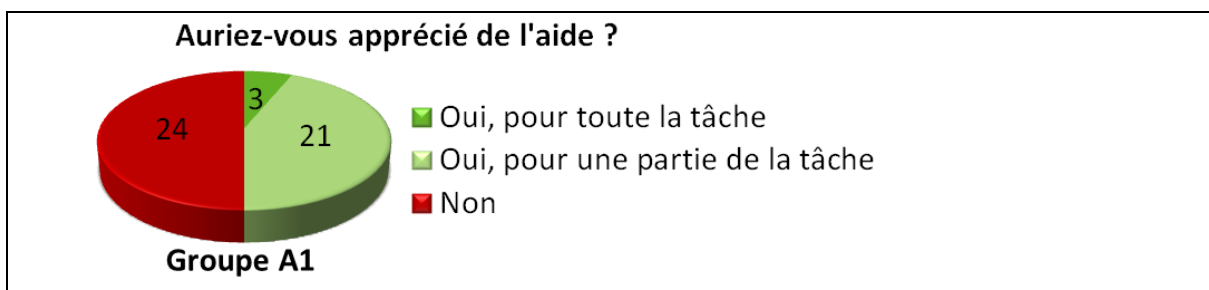 Auriez-vous apprécié de l'aide ?
3
24
21
Oui, pour toute la tâche
Oui, pour une partie de la tâche
Non
Groupe A1